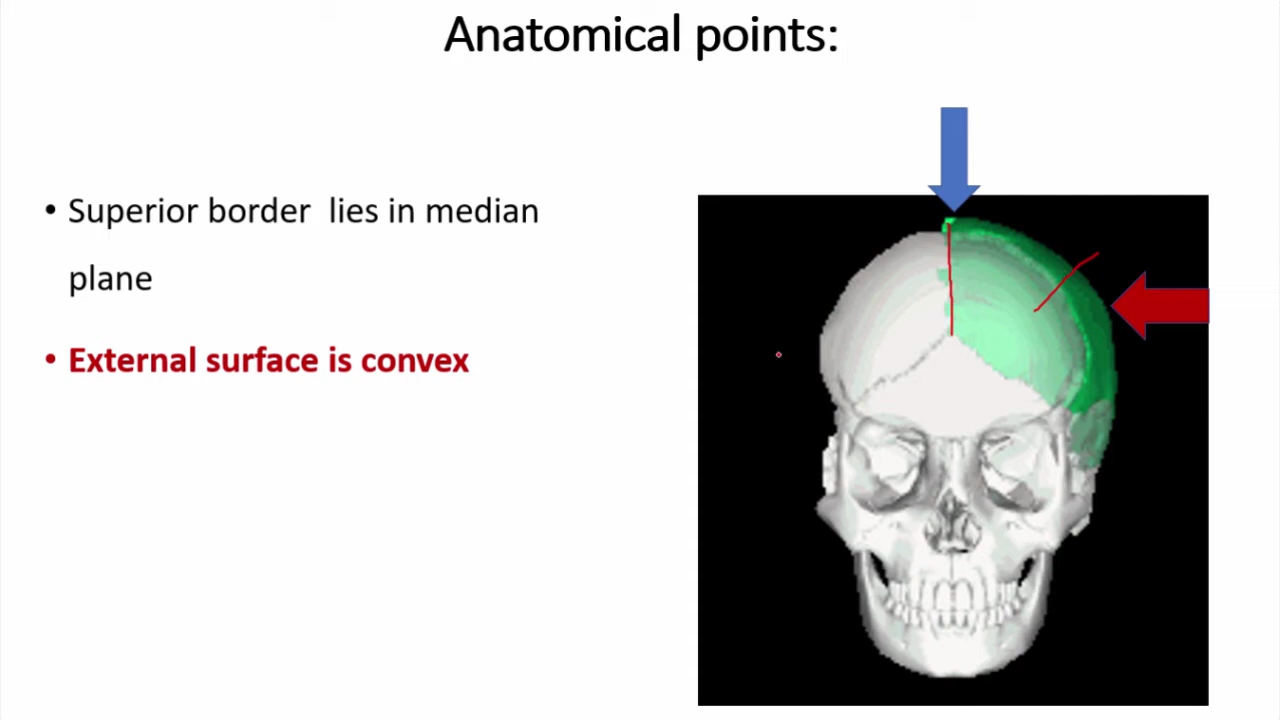 Anatomical points:
• Superior border lies in median
plane
• External surface is convex